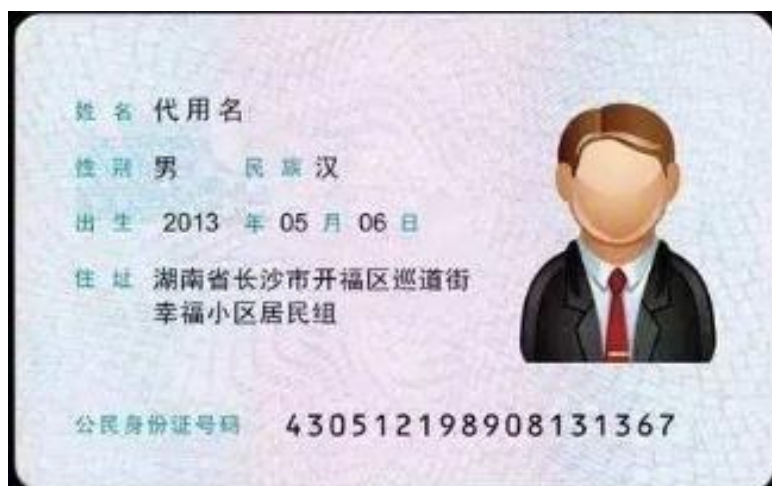 姓名 代用名
性别 男 民族 汉
出生 2013 年 05 月 06 日
住址 湖南省长沙市开福区巡道街
幸福小区居民组
公民身份证号码 430512198908131367